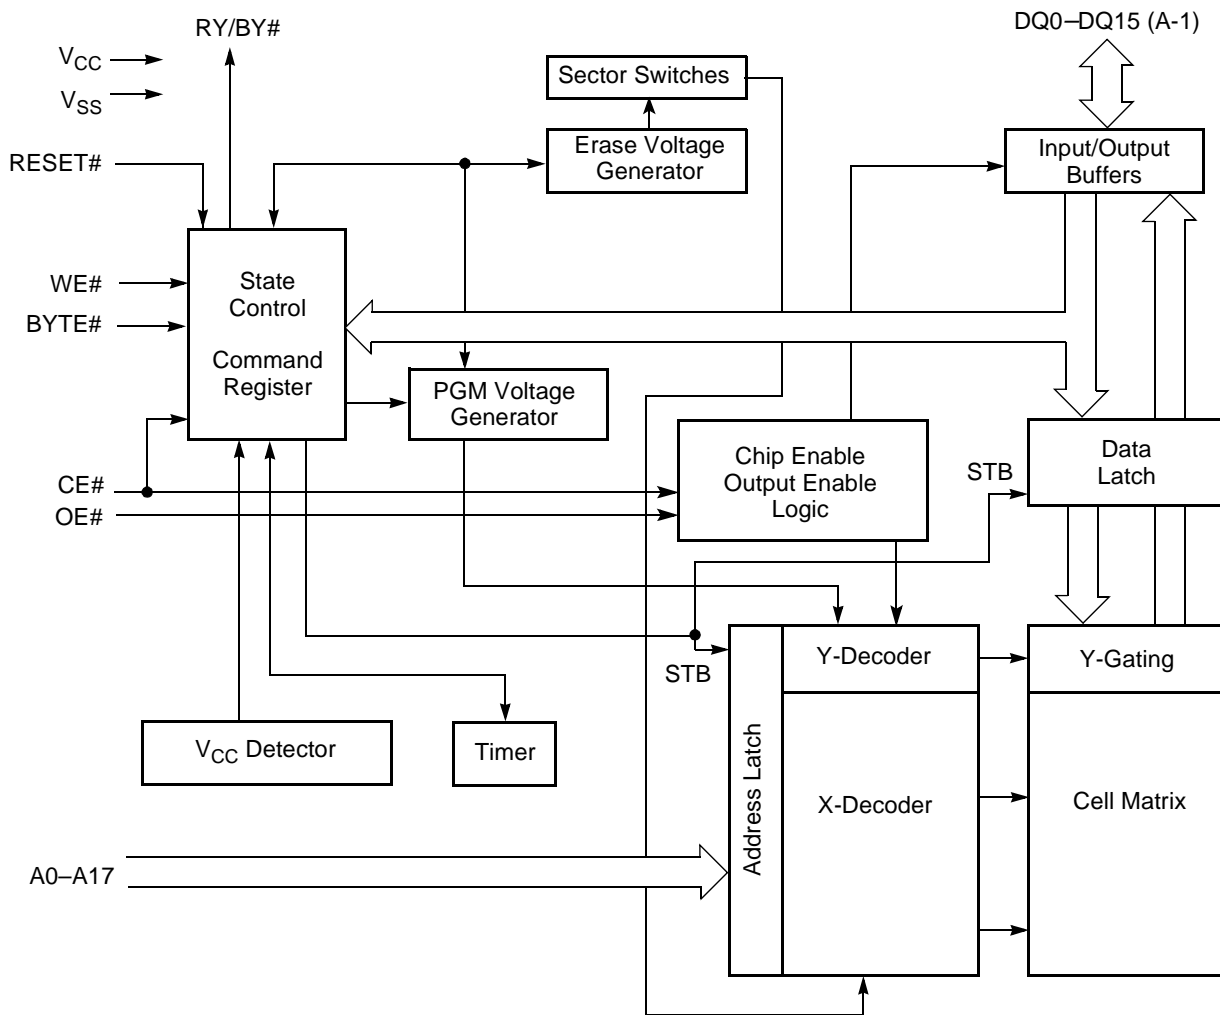 RY/BY#
DQ0–DQ15 (A-1)
VCC
VSS
Sector Switches
Erase Voltage
Generator
Input/Output
Buffers
RESET#
WE#
BYTE#
State
Control
Command
Register
PGM Voltage
Generator
Chip Enable
Output Enable
Logic
STB
Data
Latch
CE#
OE#
STB
Y-Decoder
Y-Gating
VCC Detector
Timer
Address Latch
X-Decoder
Cell Matrix
A0–A17